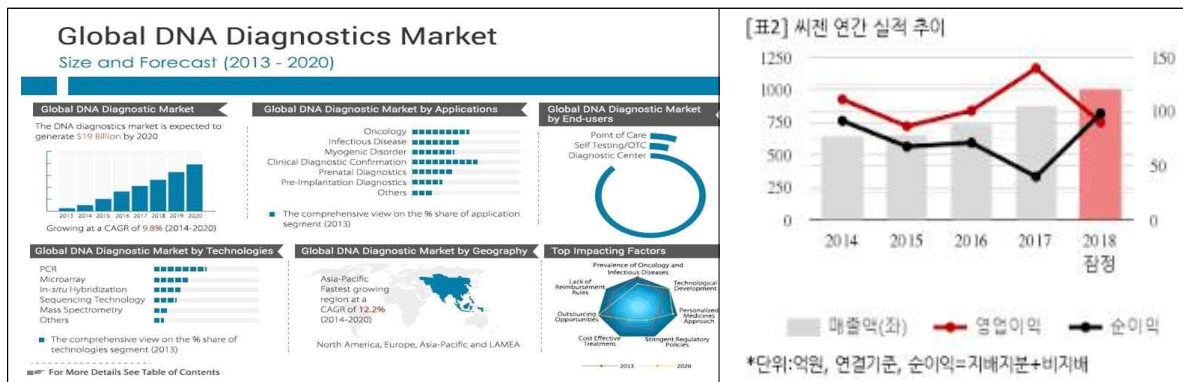 Global DNA Diagnostics Market
Size and Forecast (2013 - 2020)
Global DNA Diagnostic Market
The DNA diagnostics market is expected to
generate $19 Billion by 2020
2013 2014 2015 2016 2017 2018 2019 2020
Growing at a CAGR of 9.8% (2014-2020)
Global DNA Diagnostic Market by Applications
Oncology
Infectious Disease
Myogenic Disorder
Clinical Diagnostic Confirmation
Prenatal Diagnostics
Pre-Implantation Diagnostics
Others
The comprehensive view on the % share of application
segment (2013)
Global DNA Diagnostic Market
by End-users
Point of Care
Self Testing/OTC
Diagnostic Center
Global DNA Diagnostic Market by Technologies
PCR
Microarray
In-situ Hybridization
Sequencing Technology
Mass Spectrometry
Others
The comprehensive view on the % share of
technologies segment (2013)
Global DNA Diagnostic Market by Geography
Asia-Pacific
Fastest growing
region at a
CAGR of 12.2%
(2014-2020)
North America, Europe, Asia-Pacific and LAMEA
Top Impacting Factors
Prevalence of Oncology and
Infectious Diseases
Lack of
Reimbursement
Rules
Technological
Development
Outsourcing
Opportunities
Personalized
Medicines
Approach
Cost Effective
Treatment
Stringent Regulatory
Policies
2013
2020
For More Details See Table of Contents
[표2] 씨젠 연간 실적 추이
1250
1000
750
500
250
0
150
100
50
0
2014 2015 2016 2017 2018
잠정
매출액(좌) 영업이익 순이익
*단위:억원, 연결기준, 순이익=지배지분+비지배